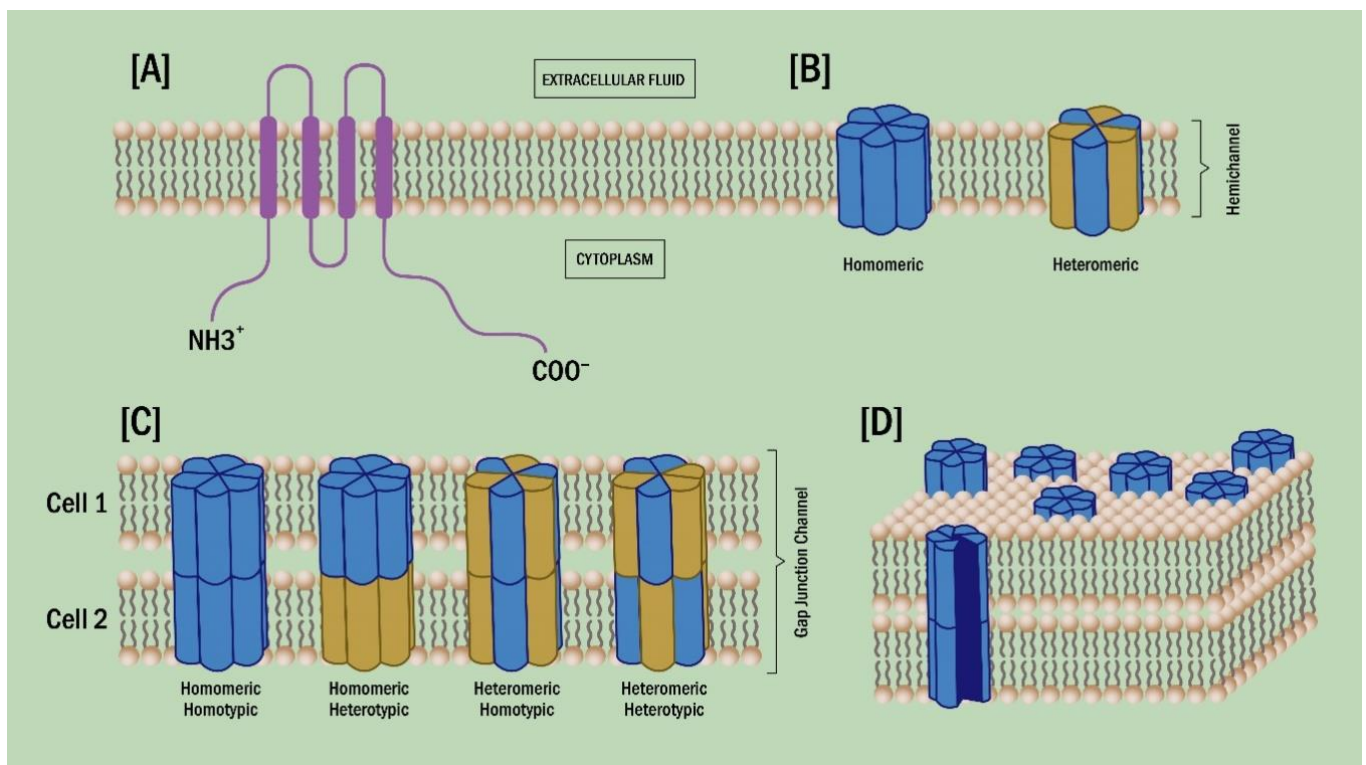 [A]
EXTRACELLULAR FLUID
[B]
Hemichannel
CYTOPLASM
Homomeric
Heteromeric
NH3⁺
COO⁻
[C]
Cell 1
Cell 2
Gap Junction Channel
Homomeric
Homotypic
Homomeric
Heterotypic
Heteromeric
Homotypic
Heteromeric
Heterotypic
[D]